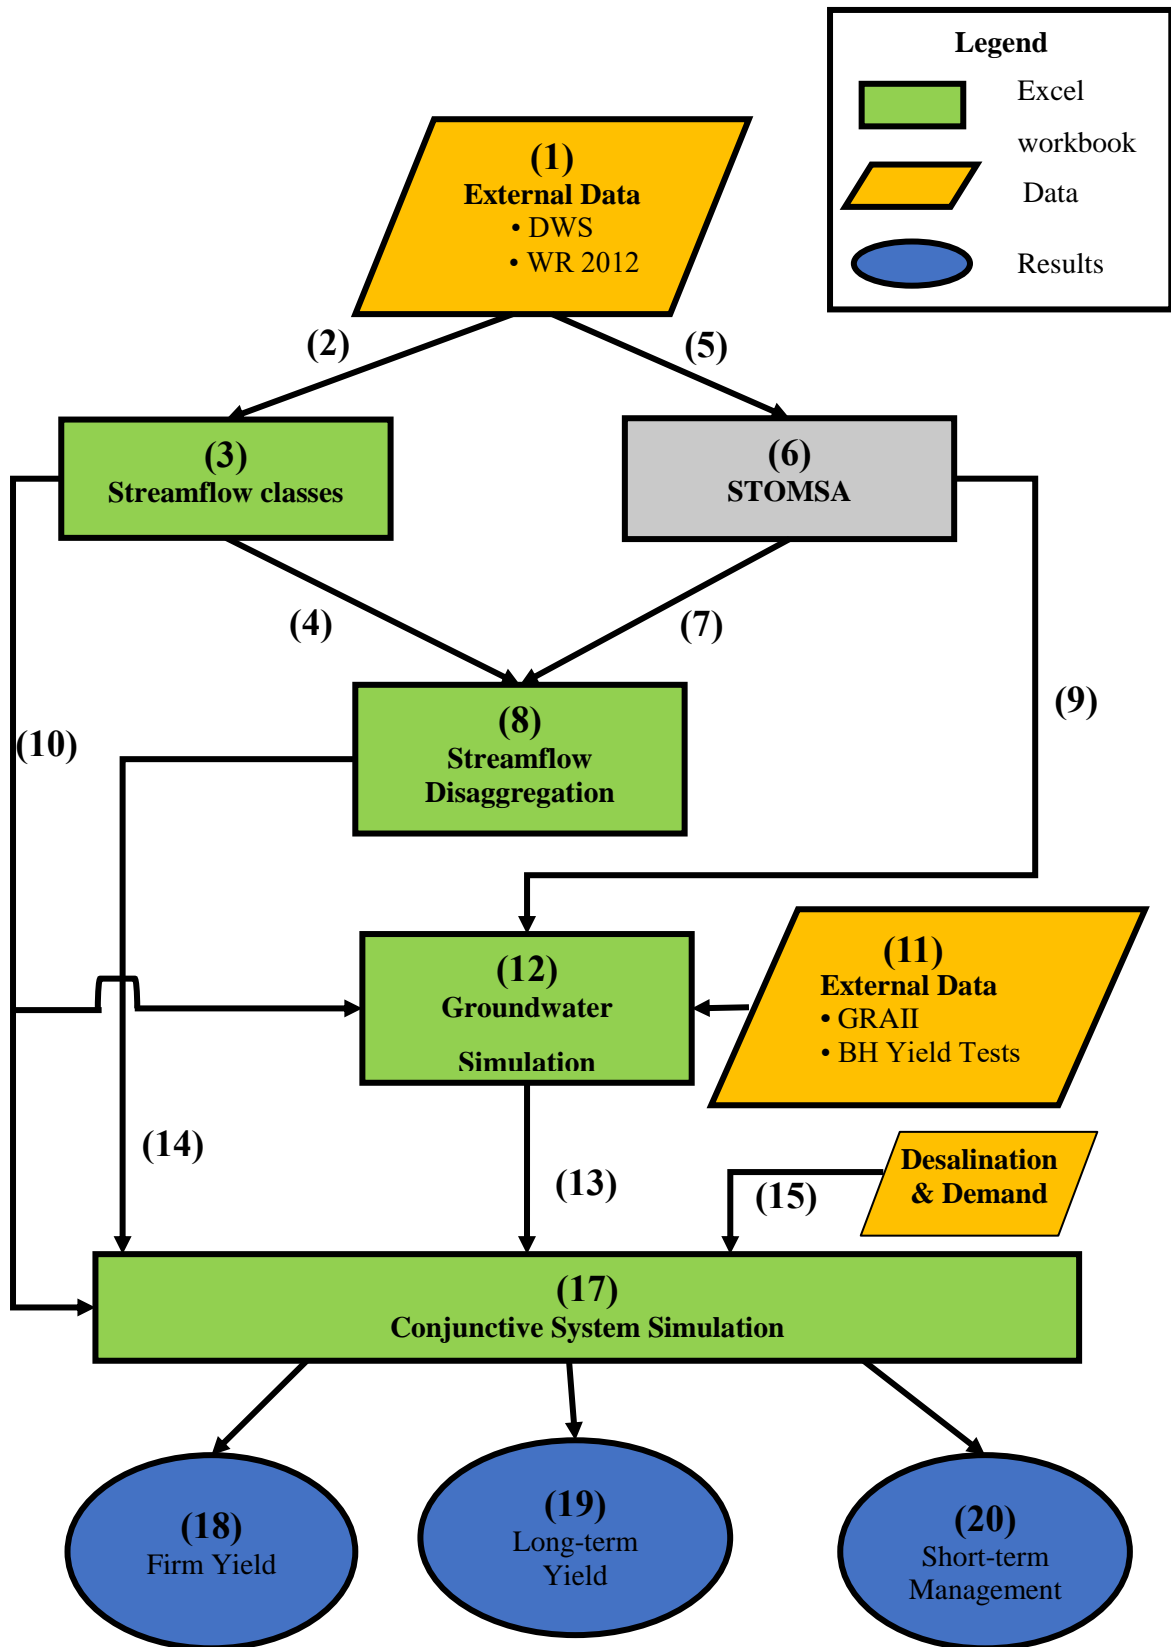 Legend
Excel
workbook
Data
Results
(1)
External Data
• DWS
• WR 2012
(2)
(5)
(3)
Streamflow classes
(6)
STOMSA
(4)
(7)
(8)
Streamflow
Disaggregation
(9)
(10)
(12)
Groundwater
Simulation
(11)
External Data
• GRAII
• BH Yield Tests
(14)
(13)
(15)
Desalination
& Demand
(17)
Conjunctive System Simulation
(18)
Firm Yield
(19)
Long-term
Yield
(20)
Short-term
Management